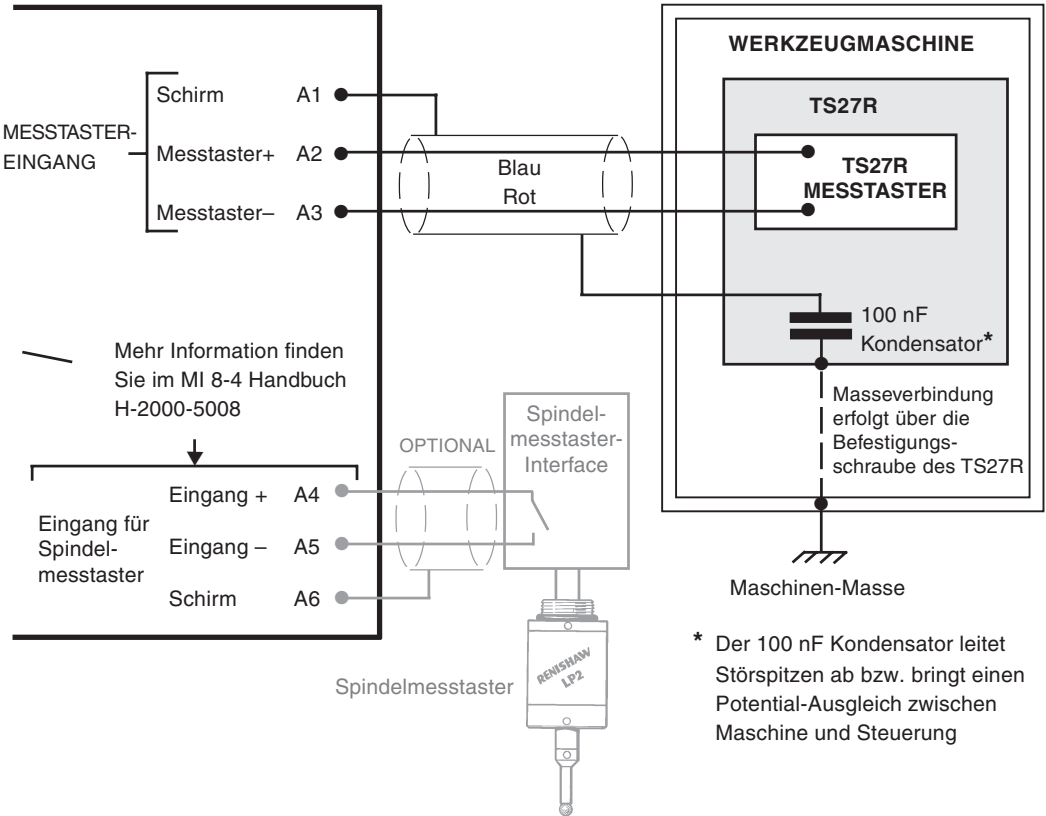 WERKZEUGMASCHINE
TS27R
TS27R
MESSTASTER
MESSTASTER-
EINGANG
Schirm A1
Messtaster+ A2
Messtaster– A3
Blau
Rot
100 nF
Kondensator*
Masseverbindung
erfolgt über die
Befestigungs-
schraube des TS27R
Maschinen-Masse
Mehr Information finden
Sie im MI 8-4 Handbuch
H-2000-5008
Eingang für
Spindel-
messtaster
Eingang + A4
Eingang – A5
Schirm A6
OPTIONAL
Spindel-
messtaster-
Interface
Spindelmesstaster
RENISHAW
LP2
* Der 100 nF Kondensator leitet
Störspitzen ab bzw. bringt einen
Potential-Ausgleich zwischen
Maschine und Steuerung